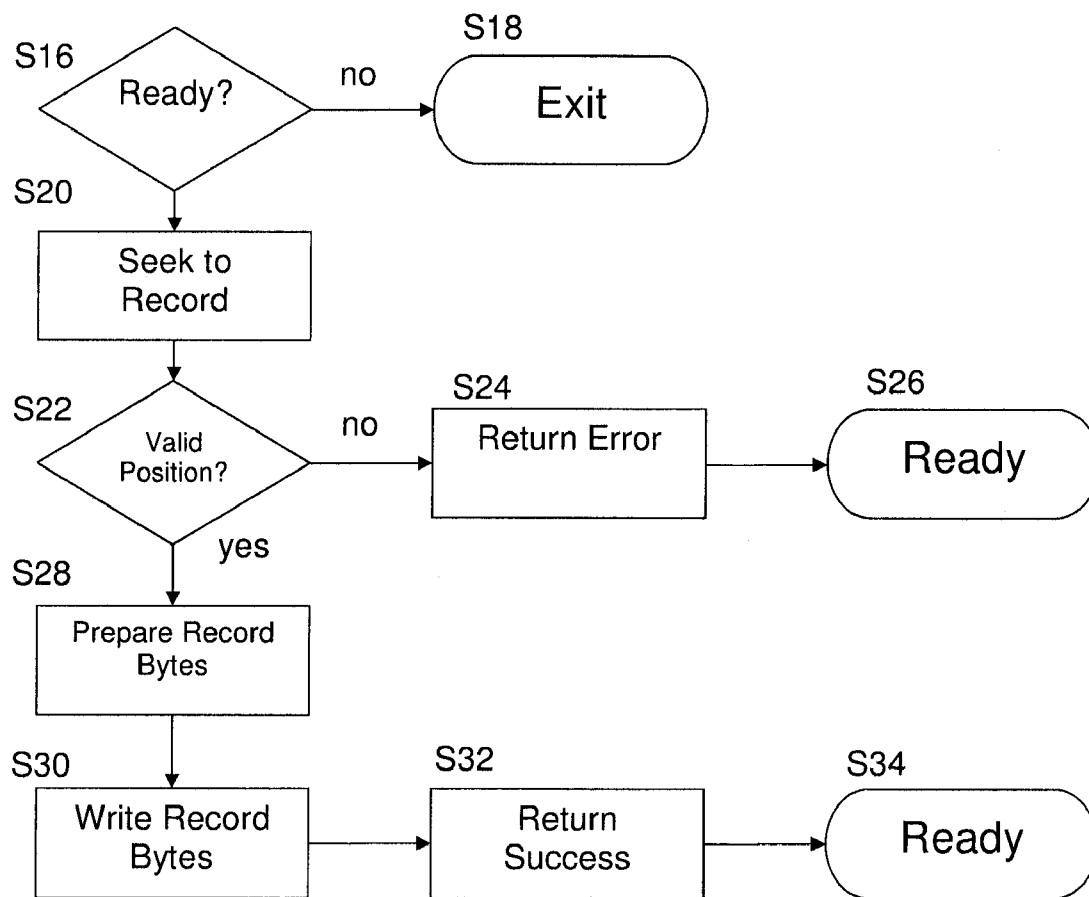 S16
Ready?
no
S18
Exit
S20
Seek to
Record
S22
Valid
Position?
no
S24
Return Error
S26
Ready
yes
S28
Prepare Record
Bytes
S30
Write Record
Bytes
S32
Return
Success
S34
Ready